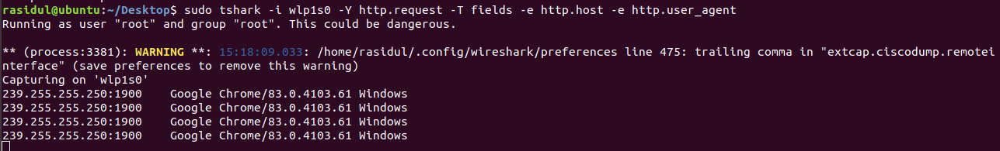 rasidul@ubuntu:~/Desktop$ sudo tshark -i wlp1s0 -Y http.request -T fields -e http.host -e http.user_agent
Running as user "root" and group "root". This could be dangerous.
** (process:3381): WARNING **: 15:18:09.033: /home/rasidul/.config/wireshark/preferences line 475: trailing comma in "extcap.ciscodump.remotei
nterface" (save preferences to remove this warning)
Capturing on 'wlp1s0'
239.255.255.250:1900    Google Chrome/83.0.4103.61 Windows
239.255.255.250:1900    Google Chrome/83.0.4103.61 Windows
239.255.255.250:1900    Google Chrome/83.0.4103.61 Windows
239.255.255.250:1900    Google Chrome/83.0.4103.61 Windows